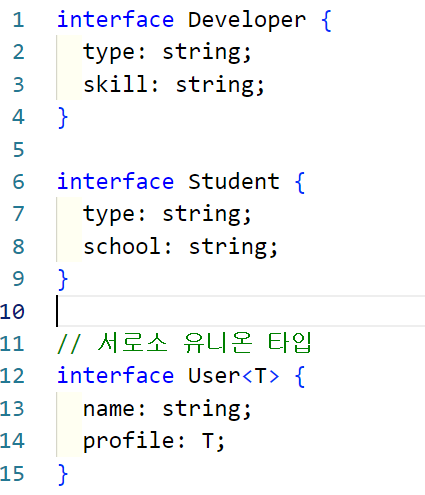 1 interface Developer {
2 type: string;
3 skill: string;
4 }
5
6 interface Student {
7 type: string;
8 school: string;
9 }
10
11 // 서로소 유니온 타입
12 interface User<T> {
13 name: string;
14 profile: T;
15 }